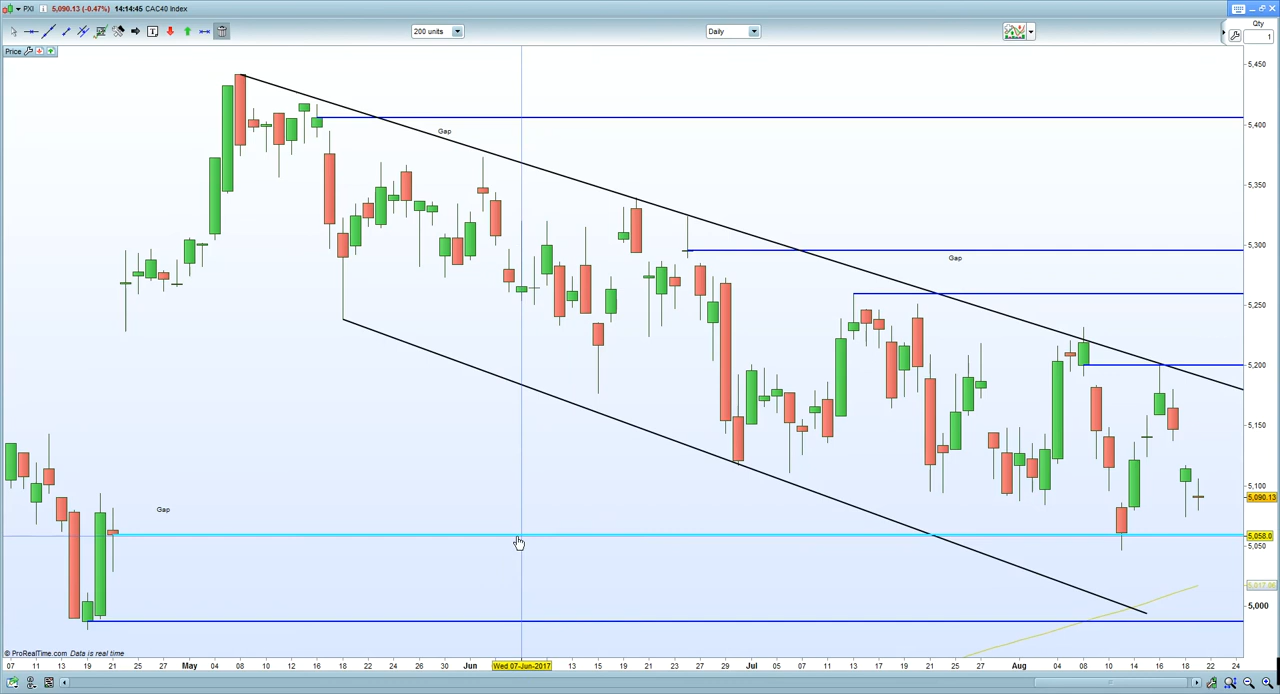 PXI 5,090.13 (-0.47%) 14:14:45 CAC40 Index
200 units
Daily
Qty
1
Price
5,450
5,400
5,350
5,300
5,250
5,200
5,150
5,100
5,090.13
5,058.0
5,050
5,017.06
5,000
Gap
Gap
Gap
© ProRealTime.com Data is real time
07 11 13 19 21 25 27 May 04 08 10 12 16 18 22 24 26 Jun Wed 07-Jun-2017 13 15 19 21 23 27 29 Jul 05 07 11 13 17 19 21 25 27 Aug 04 08 10 14 16 18 22 24